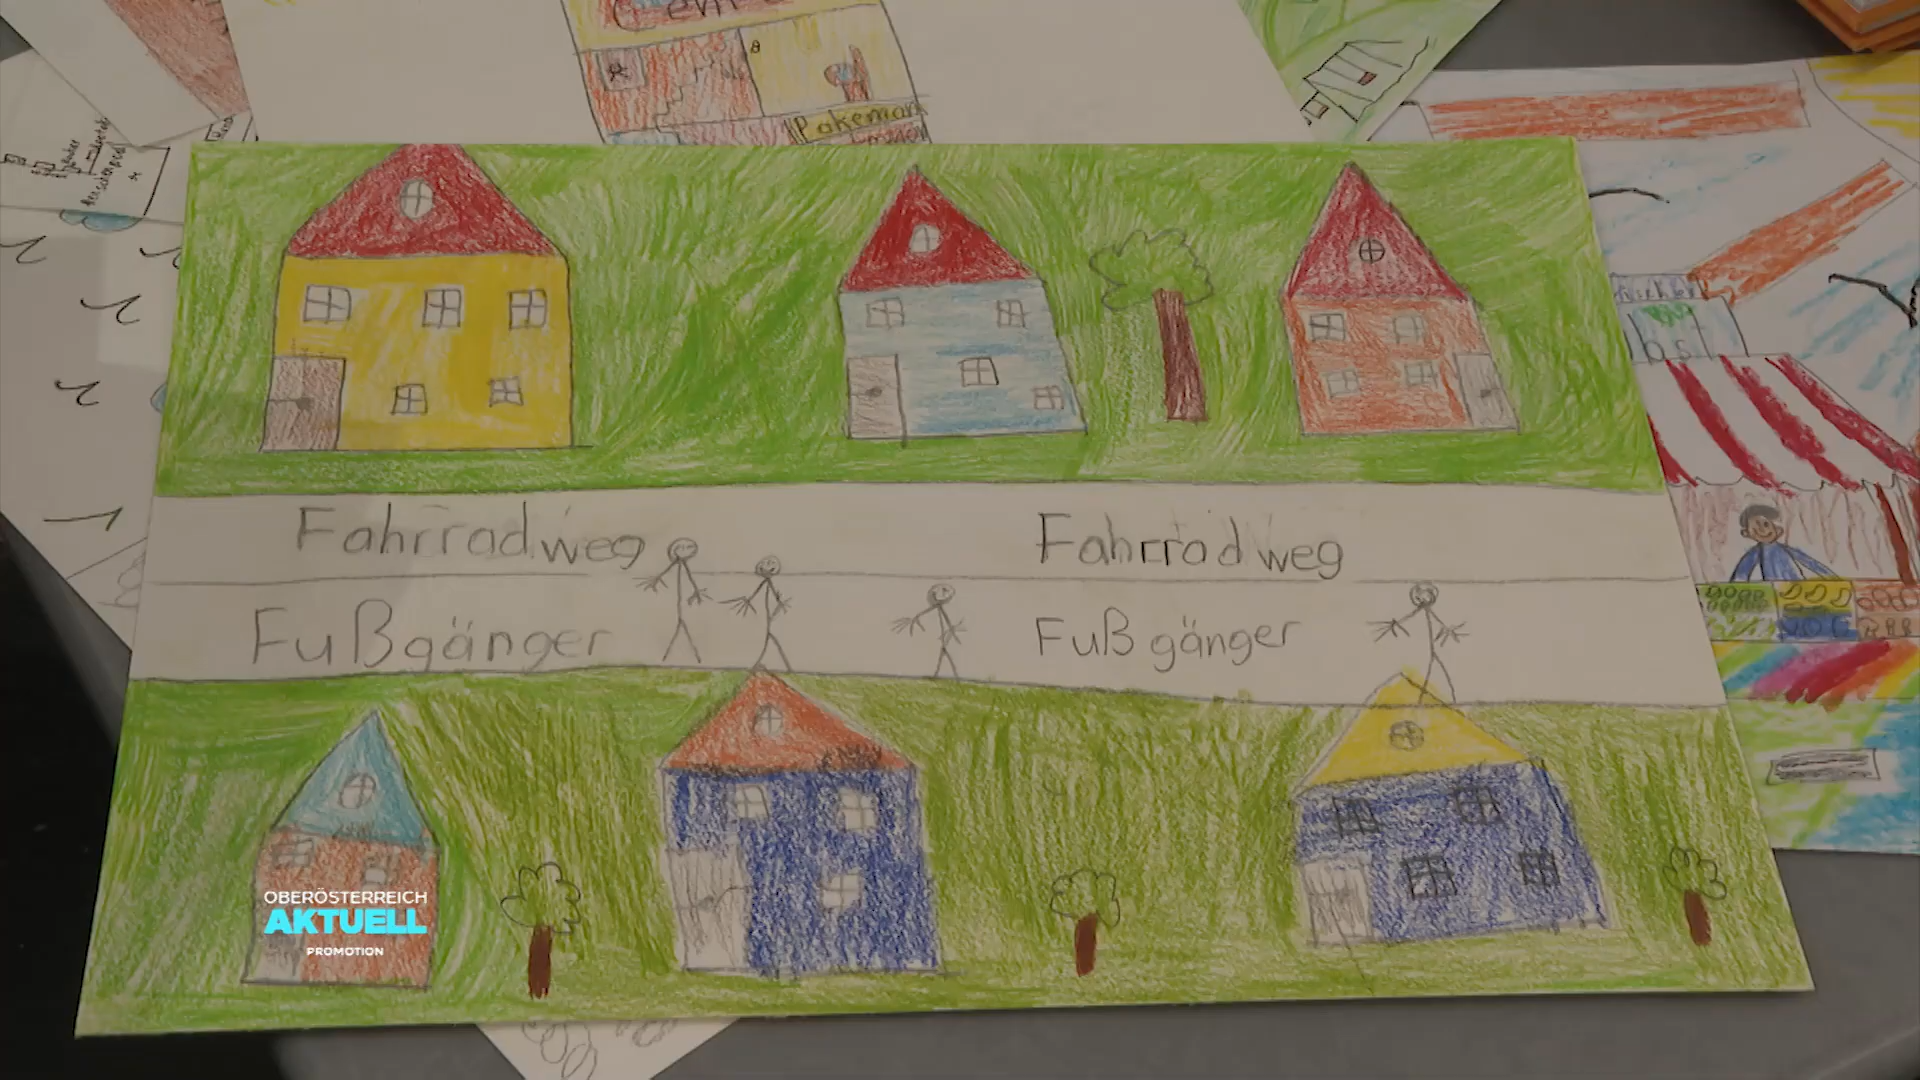 Pokemon
Fahrradweg Fahrradweg
Fußgänger Fußgänger
OBERÖSTERREICH
AKTUELL
PROMOTION